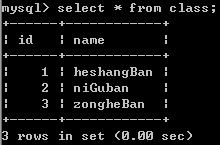 mysql> select * from class;
+------+------------+
| id   | name       |
+------+------------+
|    1 | heshangBan |
|    2 | niGuban    |
|    3 | zongheBan  |
+------+------------+
3 rows in set (0.00 sec)